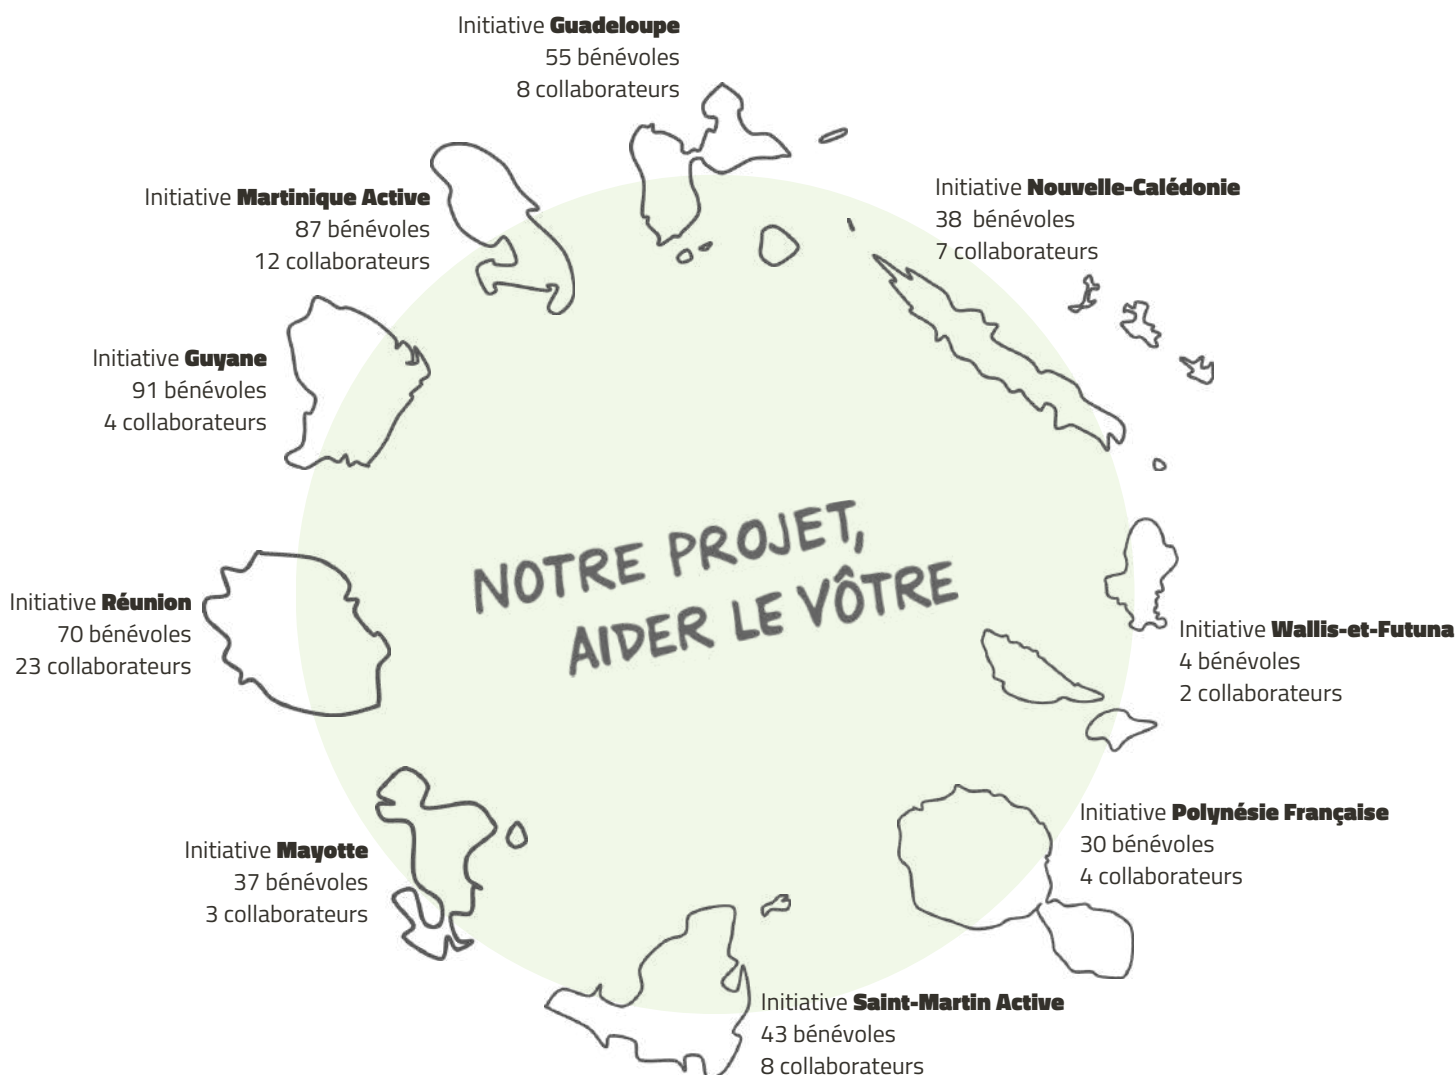 Initiative Guadeloupe
55 bénévoles
8 collaborateurs
Initiative Martinique Active
87 bénévoles
12 collaborateurs
Initiative Nouvelle-Calédonie
38 bénévoles
7 collaborateurs
Initiative Guyane
91 bénévoles
4 collaborateurs
NOTRE PROJET,
AIDER LE VÔTRE
Initiative Réunion
70 bénévoles
23 collaborateurs
Initiative Wallis-et-Futuna
4 bénévoles
2 collaborateurs
Initiative Polynésie Française
30 bénévoles
4 collaborateurs
Initiative Mayotte
37 bénévoles
3 collaborateurs
Initiative Saint-Martin Active
43 bénévoles
8 collaborateurs